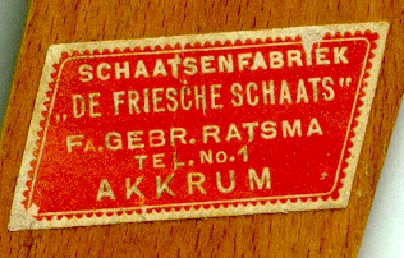 SCHAATSENFABRIEK
„DE FRIESCHE SCHAATS"
FA. GEBR. RATSMA
TEL. No. 1
AKKRUM